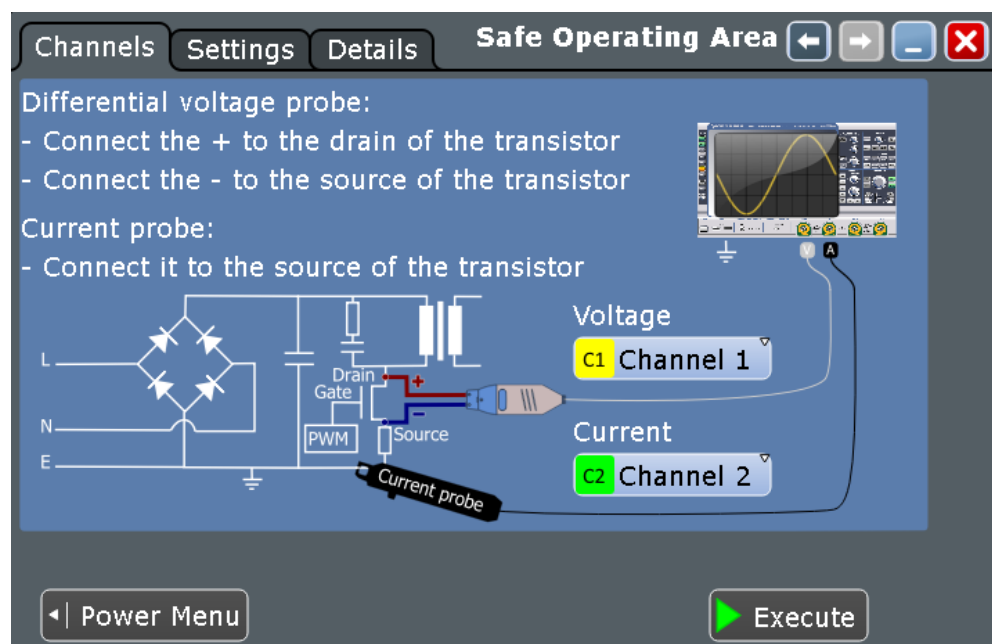 Channels
Settings
Details
Safe Operating Area
Differential voltage probe:
- Connect the + to the drain of the transistor
- Connect the - to the source of the transistor
Current probe:
- Connect it to the source of the transistor
V
A
L
N
E
Drain
Gate
PWM
Source
+
-
Current probe
Voltage
C1 Channel 1
Current
C2 Channel 2
Power Menu
Execute